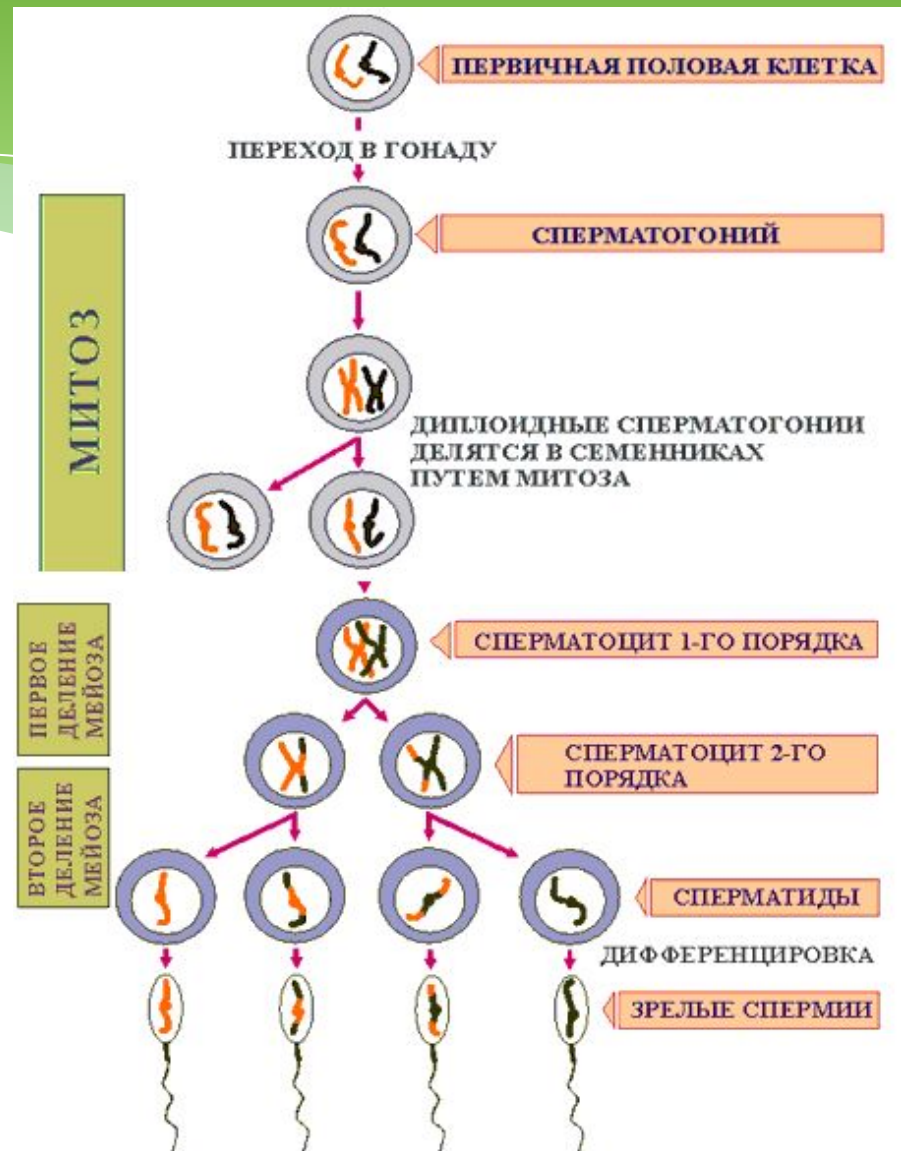 ПЕРВИЧНАЯ ПОЛОВАЯ КЛЕТКА
ПЕРЕХОД В ГОНАДУ
СПЕРМАТОГОНИЙ
МИТОЗ
ДИПЛОИДНЫЕ СПЕРМАТОГОНИИ
ДЕЛЯТСЯ В СЕМЕННИКАХ
ПУТЕМ МИТОЗА
ПЕРВОЕ
ДЕЛЕНИЕ
МЕЙОЗА
СПЕРМАТОЦИТ 1-ГО ПОРЯДКА
СПЕРМАТОЦИТ 2-ГО
ПОРЯДКА
ВТОРОЕ
ДЕЛЕНИЕ
МЕЙОЗА
СПЕРМАТИДЫ
ДИФФЕРЕНЦИРОВКА
ЗРЕЛЫЕ СПЕРМИИ